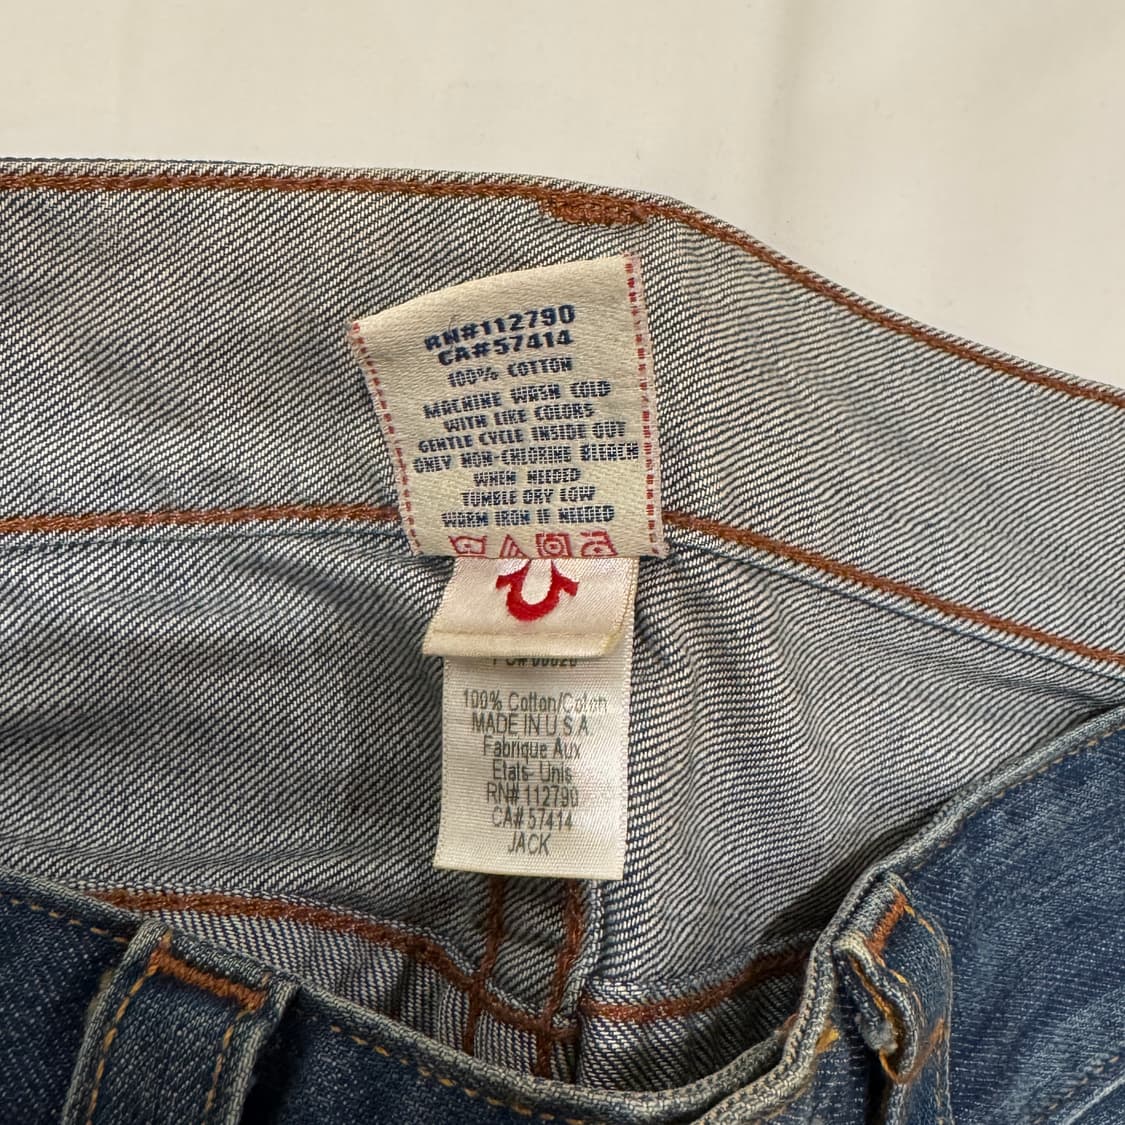 RN#112790
CA#57414
100% COTTON
MACHINE WASH COLD
WITH LIKE COLORS
GENTLE CYCLE INSIDE OUT
ONLY NON-CHLORINE BLEACH
WHEN NEEDED
TUMBLE DRY LOW
WARM IRON IF NEEDED
100% Cotton/Coton
MADE IN U S A
Fabrique Aux
Etats- Unis
RN# 112790
CA# 57414
JACK